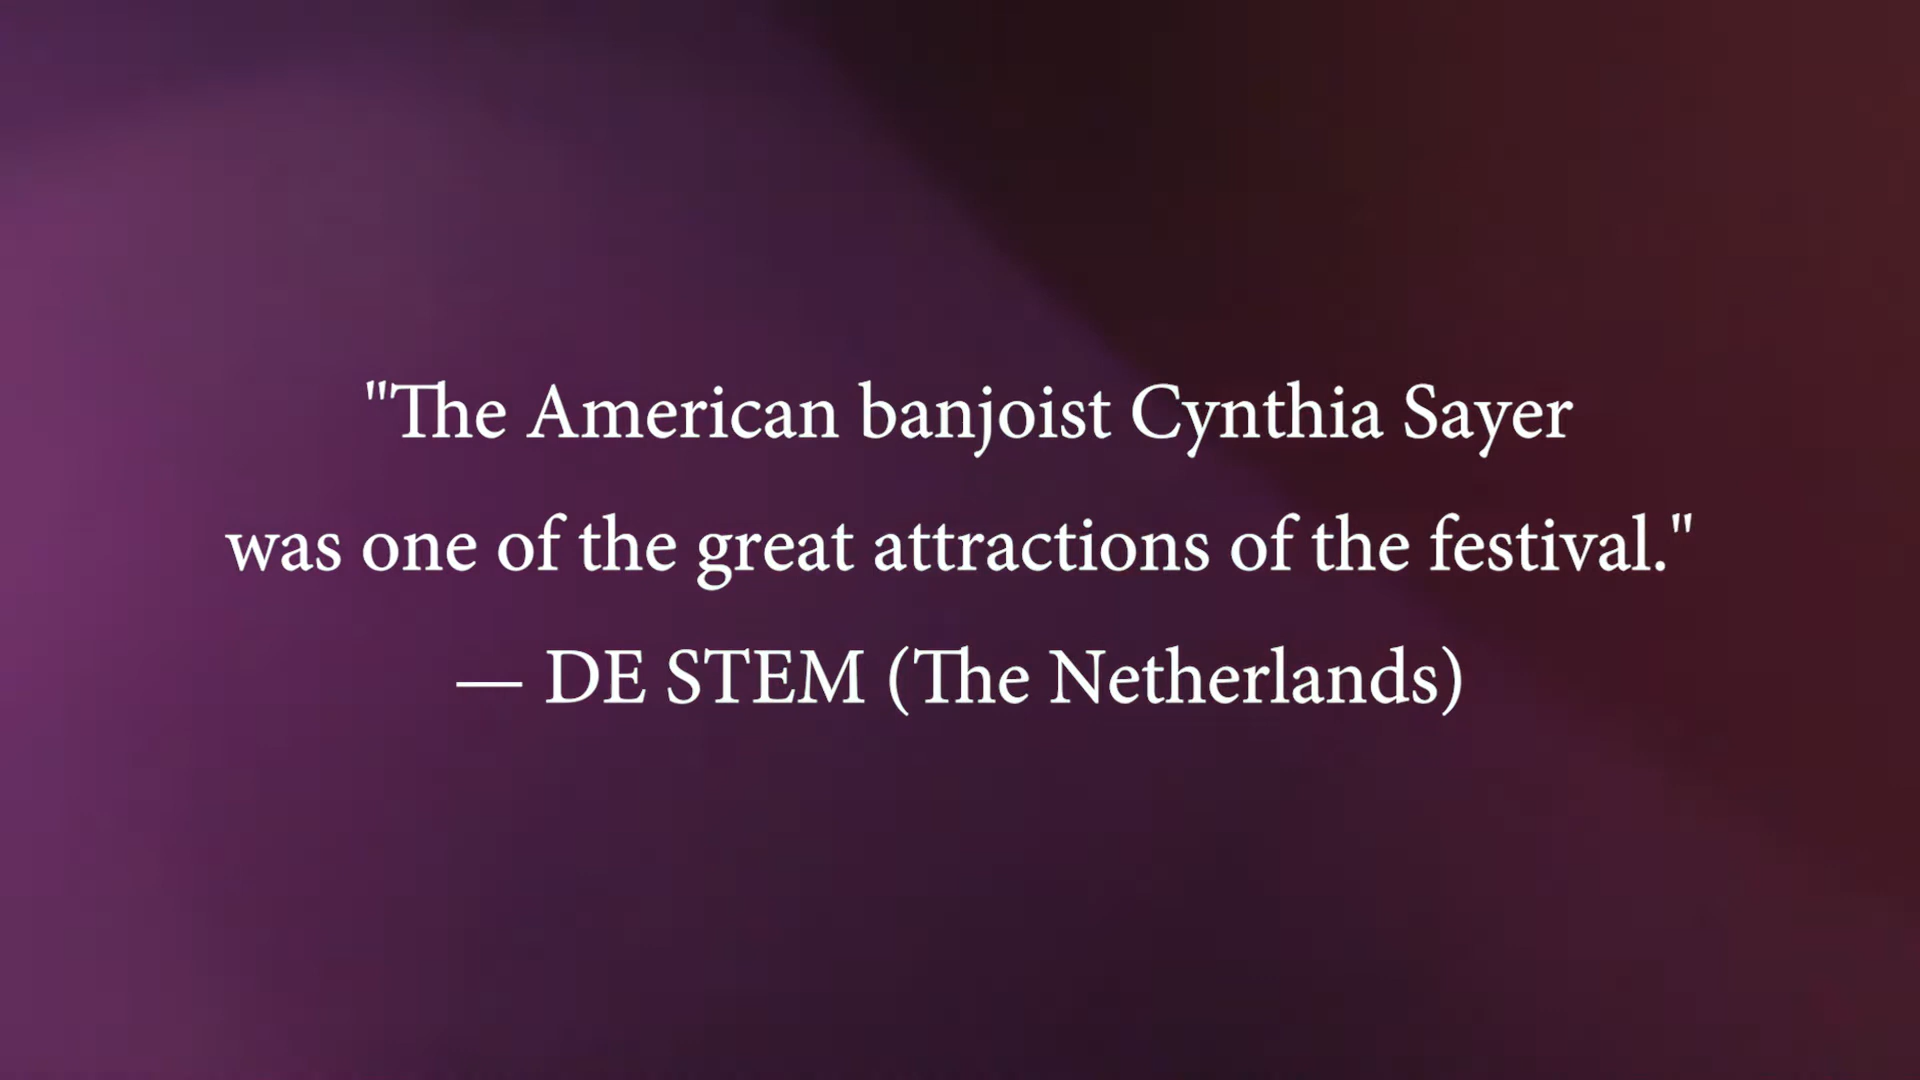 "The American banjoist Cynthia Sayer
was one of the great attractions of the festival."
— DE STEM (The Netherlands)